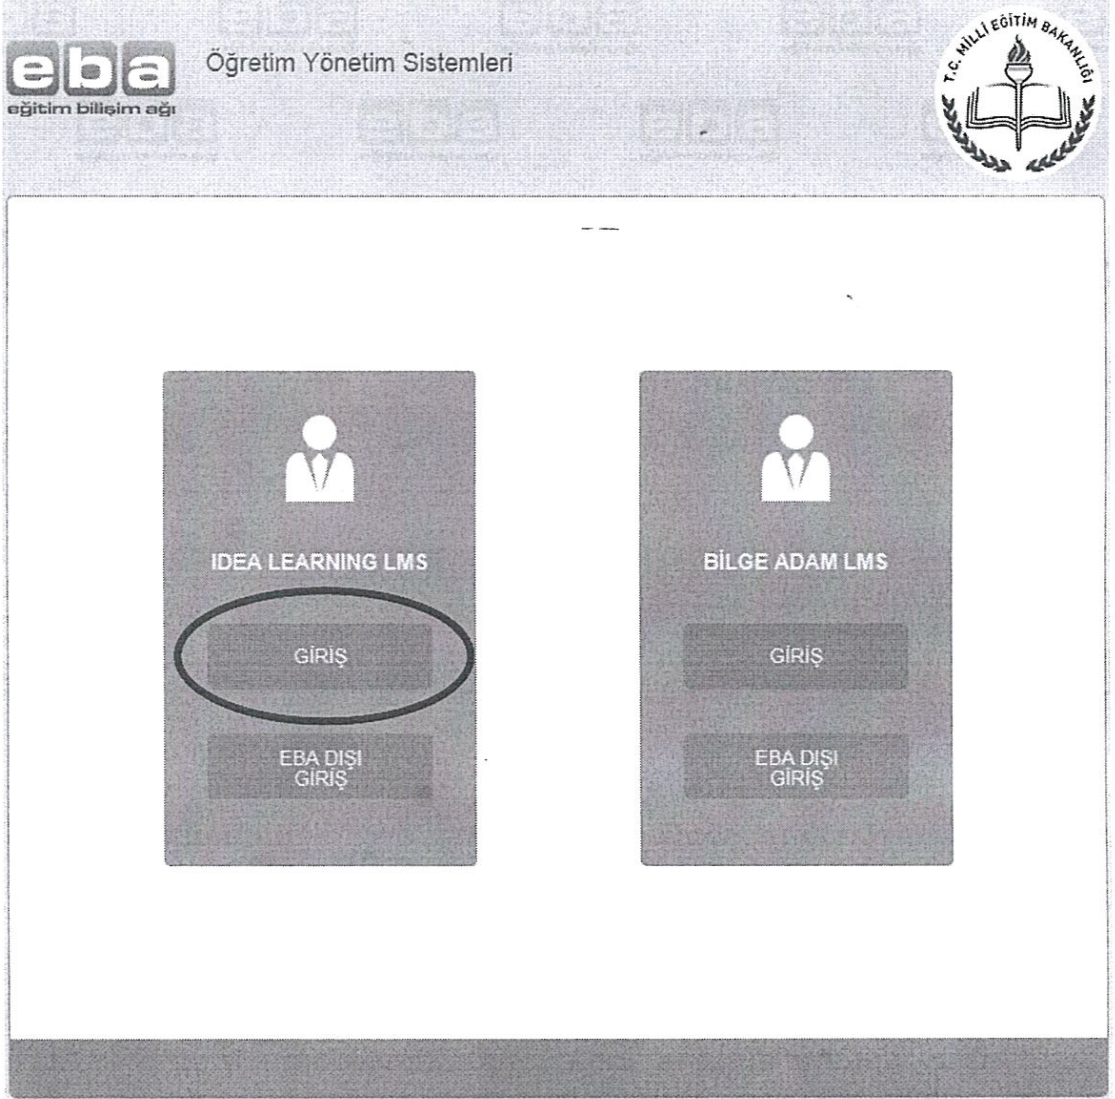 eba
eğitim bilişim ağı
Öğretim Yönetim Sistemleri
T.C. MİLLİ EĞİTİM BAKANLIĞI
IDEA LEARNING LMS
GİRİŞ
EBA DIŞI
GİRİŞ
BİLGE ADAM LMS
GİRİŞ
EBA DIŞI
GİRİŞ